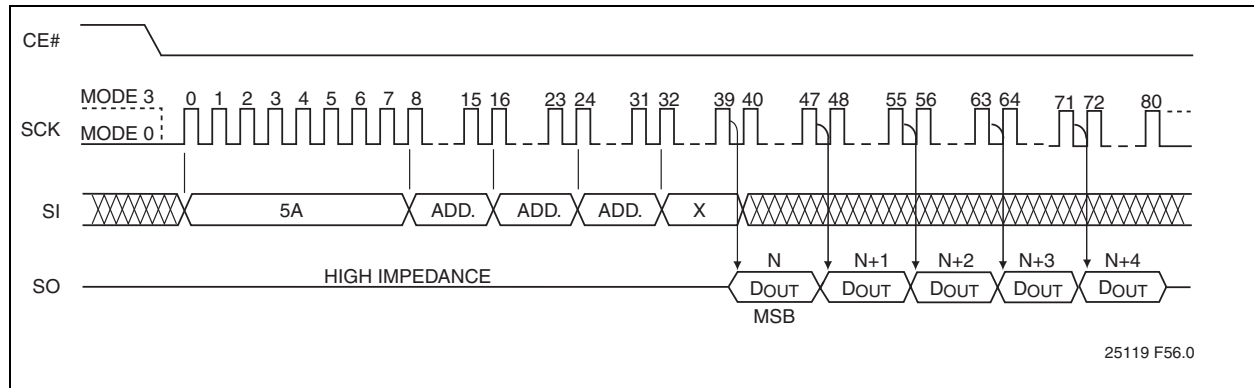 CE#
MODE 3
SCK
MODE 0
0 1 2 3 4 5 6 7 8 15 16 23 24 31 32 39 40 47 48 55 56 63 64 71 72 80
SI
5A ADD. ADD. ADD. X
N N+1 N+2 N+3 N+4
SO
HIGH IMPEDANCE
DOUT DOUT DOUT DOUT DOUT
MSB
25119 F56.0